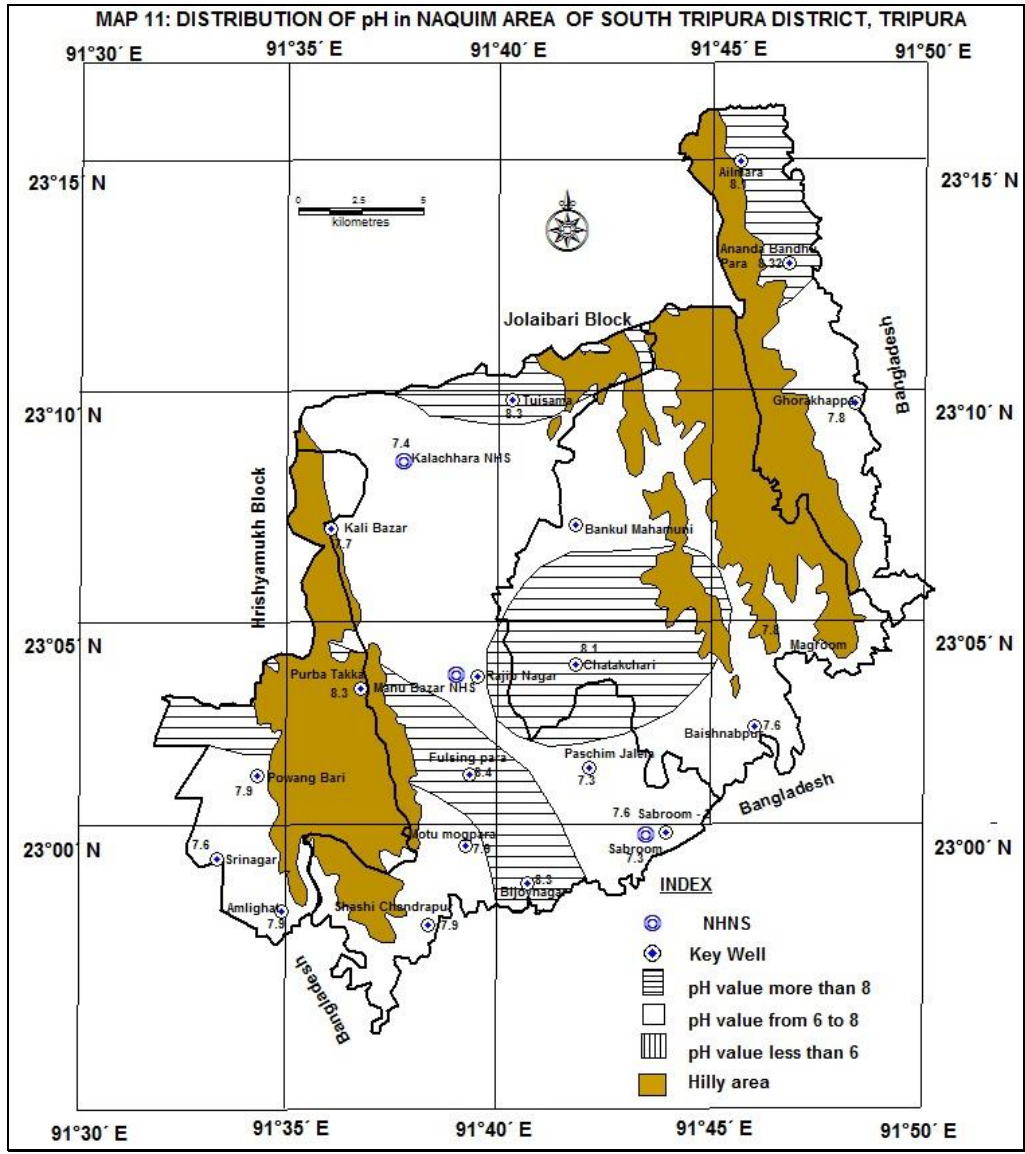 MAP 11: DISTRIBUTION OF pH in NAQUIM AREA OF SOUTH TRIPURA DISTRICT, TRIPURA
91°30´ E
91°35´ E
91°40´ E
91°45´ E
91°50´ E
23°15´ N
23°15´ N
0 2.5 5
kilometres
Ailmara
8.1
Ananda Bandhu
Para 8.32
Jolaibari Block
Bangladesh
23°10´ N
23°10´ N
Tuisama
8.3
Ghorakhappa
7.8
7.4
Kalachhara NHS
Hrishyamukh Block
Kali Bazar
7.7
Bankul Mahamuni
23°05´ N
23°05´ N
7.8
Magroom
8.1
Chatakchari
Purba Takka
8.3
Manu Bazar NHS
Rajib Nagar
Baishnabpur
7.6
Fulsing para
8.4
Paschim Jalefa
7.3
Powang Bari
7.9
Bangladesh
7.6
Sabroom -
Sabroom
7.3
23°00´ N
23°00´ N
Motu mogpara
7.9
7.6
Srinagar
8.3
Bijoynagar
Amlighat
7.9
Shashi Chandrapur
7.9
Bangladesh
INDEX
NHNS
Key Well
pH value more than 8
pH value from 6 to 8
pH value less than 6
Hilly area
91°30´ E
91°35´ E
91°40´ E
91°45´ E
91°50´ E